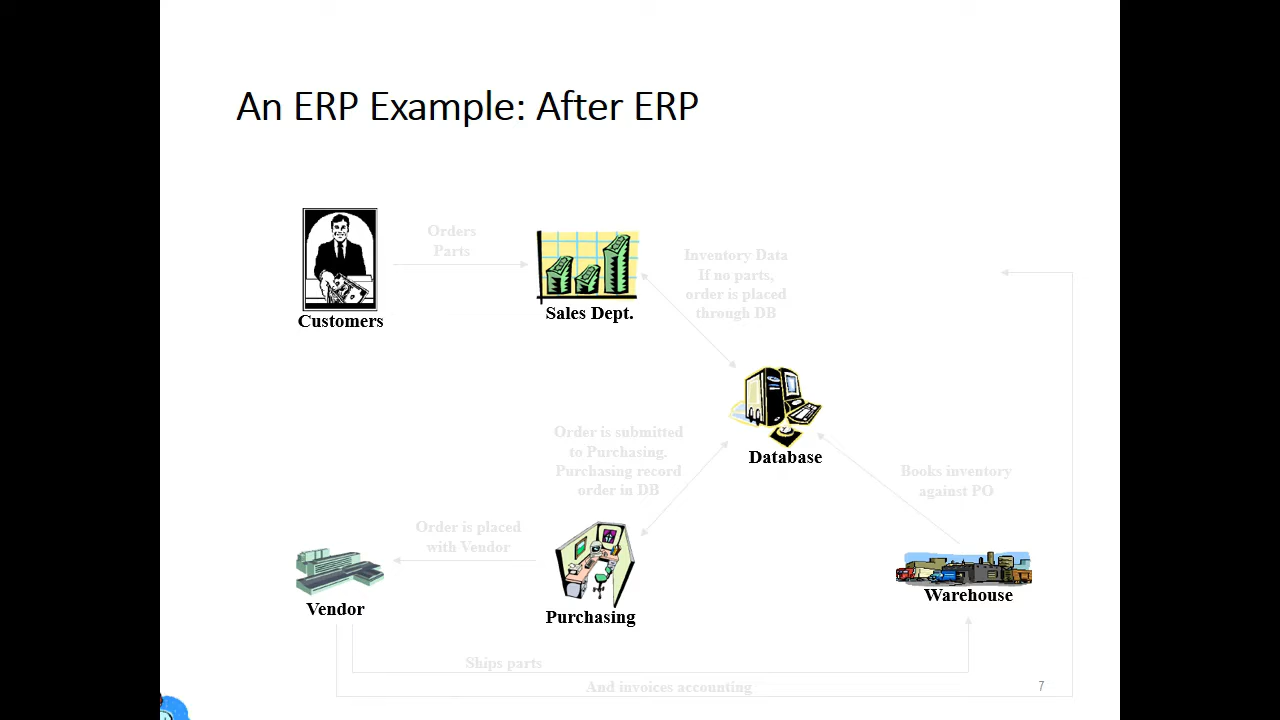 An ERP Example: After ERP
Orders
Parts
Inventory Data
If no parts,
order is placed
through DB
Customers
Sales Dept.
Order is submitted
to Purchasing.
Purchasing record
order in DB
Database
Books inventory
against PO
Order is placed
with Vendor
Vendor
Purchasing
Warehouse
Ships parts
And invoices accounting
7